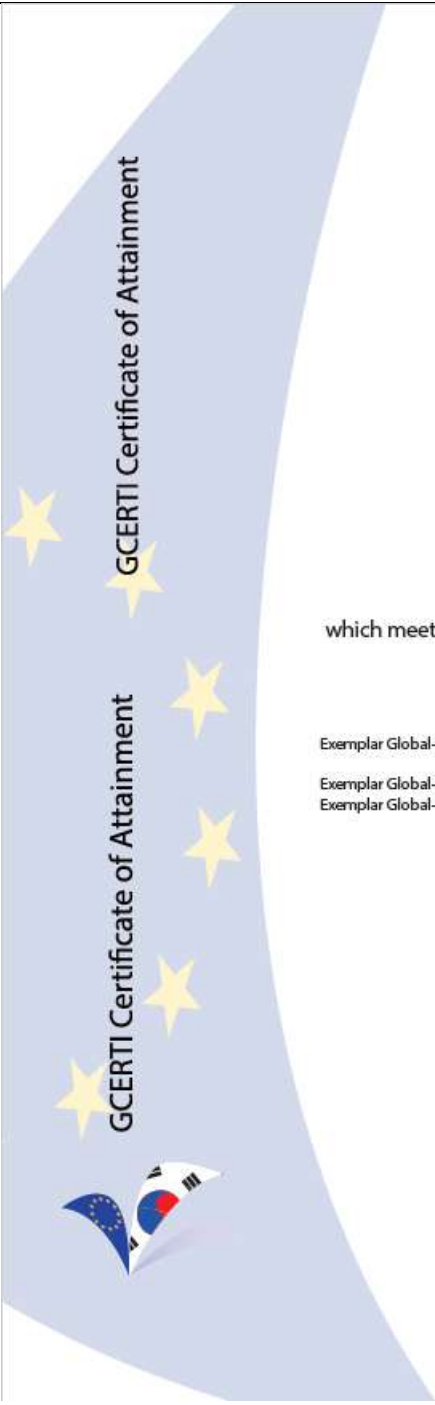 GCERTI Certificate of Attainment
GCERTI Certificate of Attainment
which meet
Exemplar Global-
Exemplar Global-
Exemplar Global-